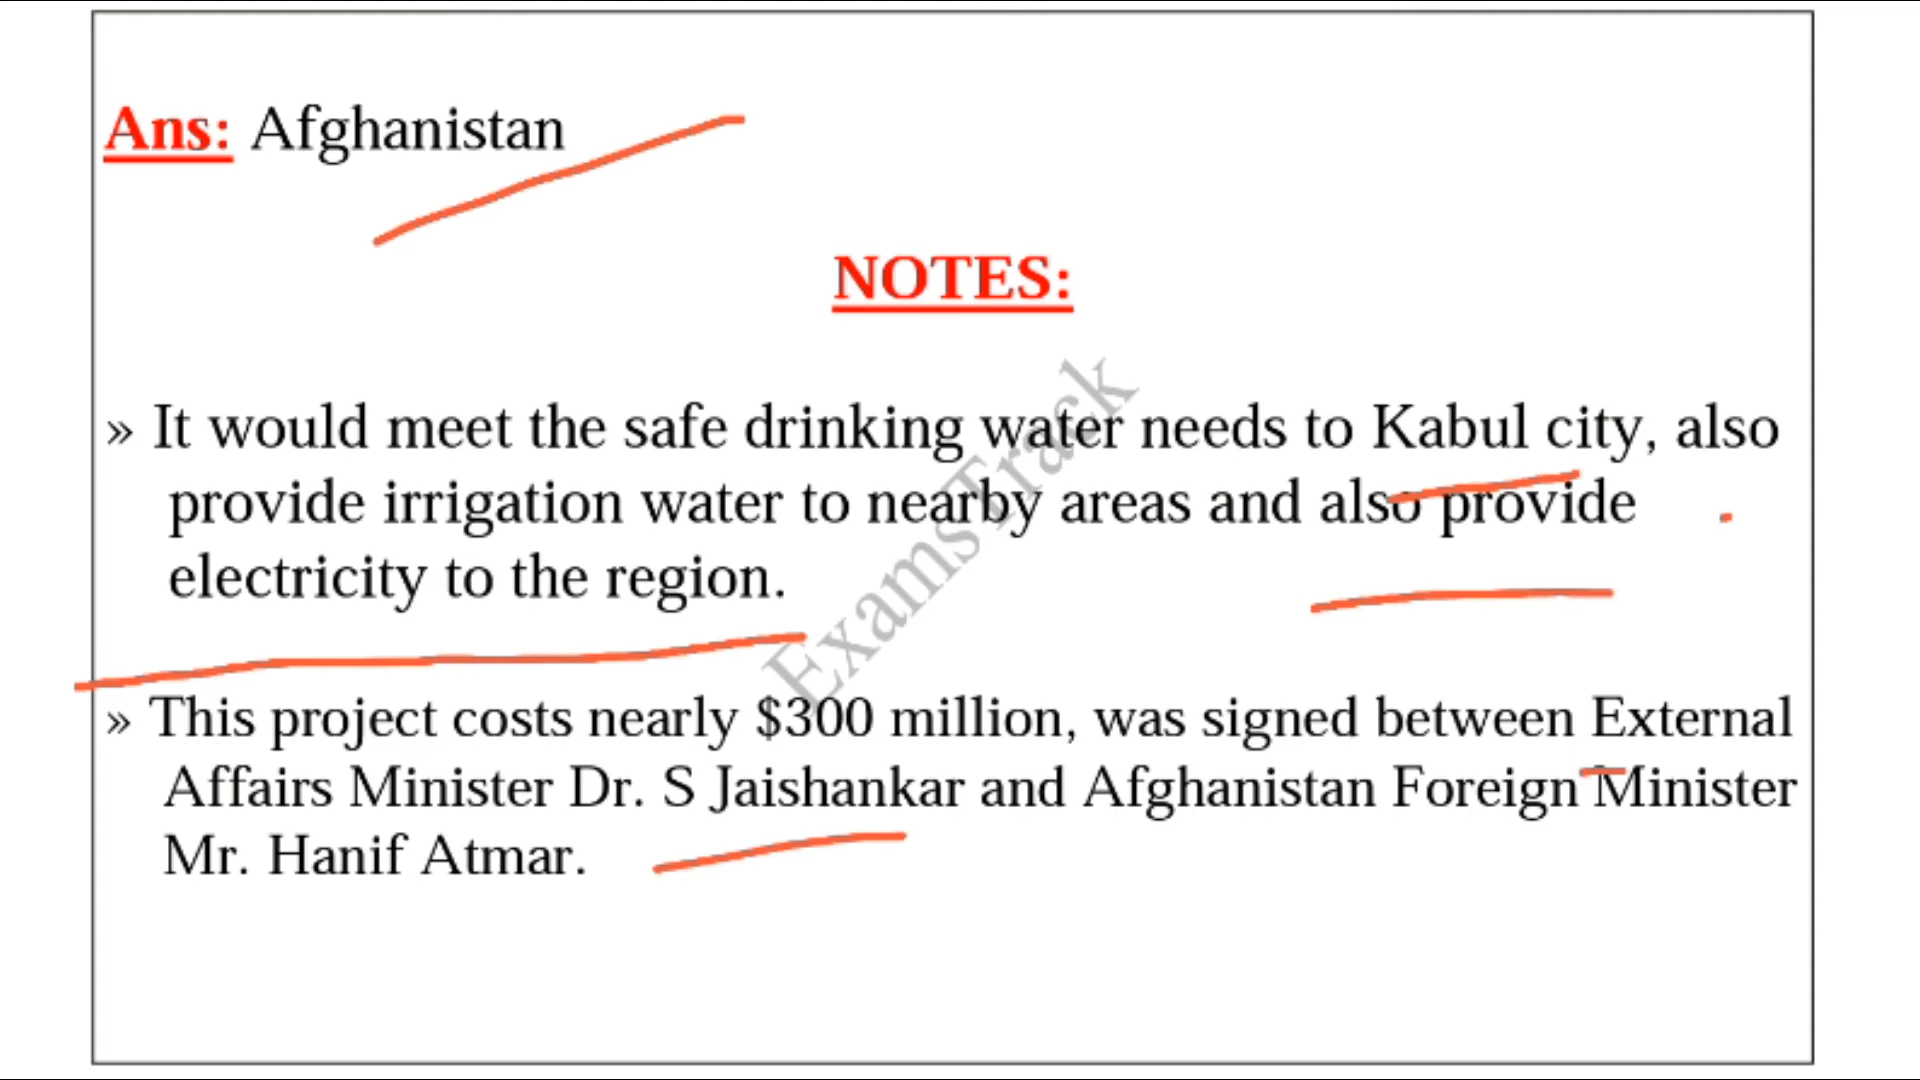 Ans: Afghanistan
NOTES:
» It would meet the safe drinking water needs to Kabul city, also
provide irrigation water to nearby areas and also provide
electricity to the region.
» This project costs nearly $300 million, was signed between External
Affairs Minister Dr. S Jaishankar and Afghanistan Foreign Minister
Mr. Hanif Atmar.
ExamsTrack